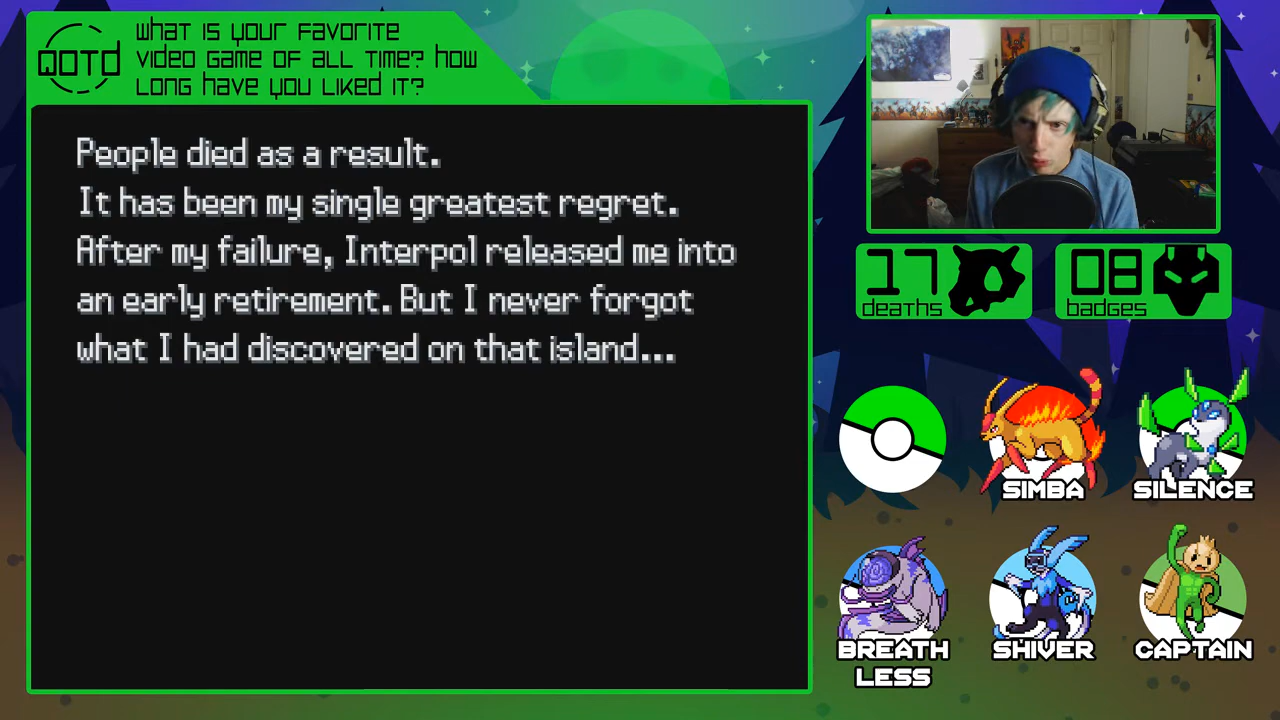 QOTD
WHAT IS YOUR FAVORITE
VIDEO GAME OF ALL TIME? HOW
LONG HAVE YOU LIKED IT?
People died as a result.
It has been my single greatest regret.
After my failure, Interpol released me into
an early retirement. But I never forgot
what I had discovered on that island...
17
deaths
08
badges
SIMBA
SILENCE
BREATH
LESS
SHIVER
CAPTAIN